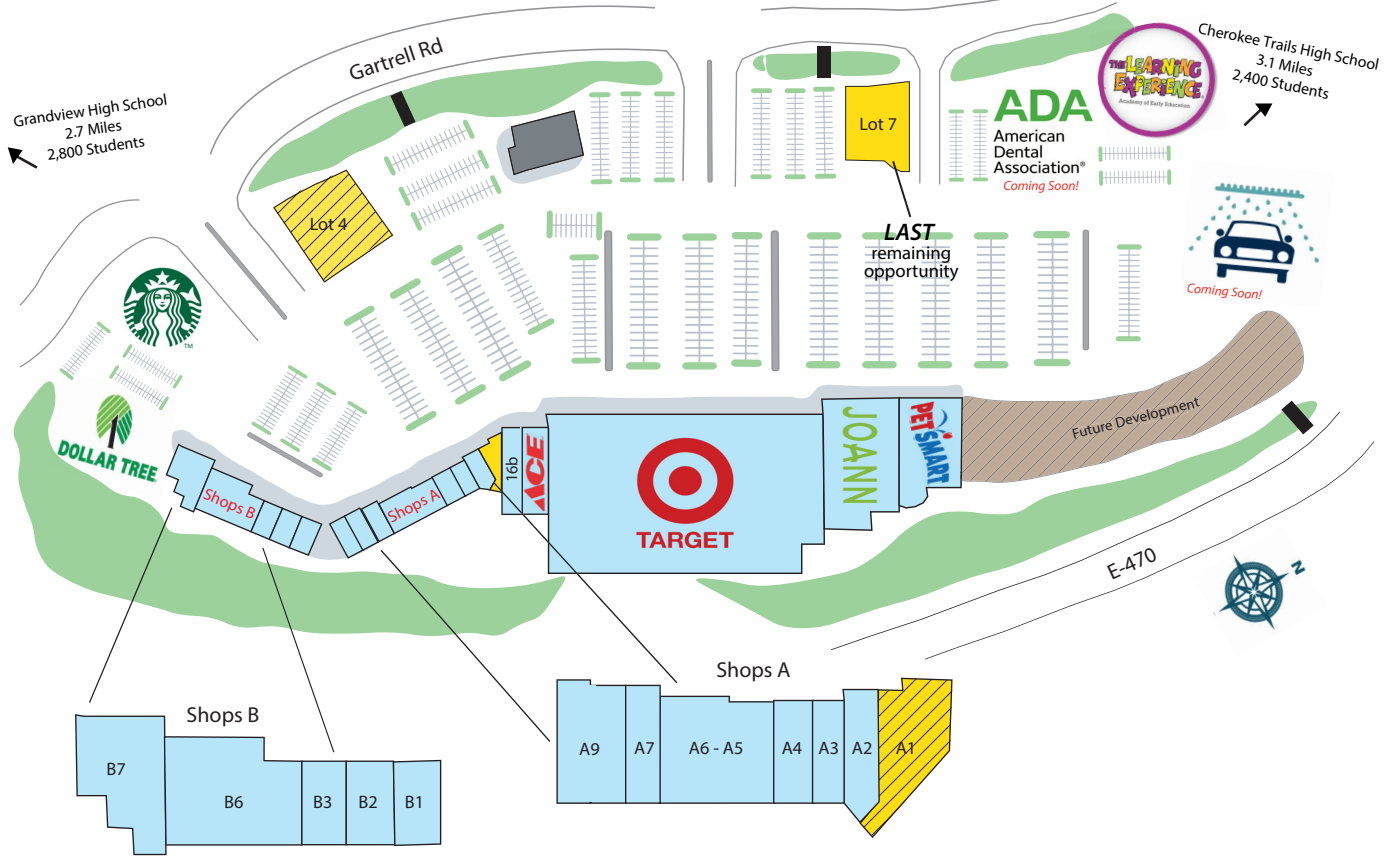 Gartrell Rd
Grandview High School
2.7 Miles
2,800 Students
Cherokee Trails High School
3.1 Miles
2,400 Students
THE LEARNING
EXPERIENCE
Academy of Early Education
ADA
American
Dental
Association®
Coming Soon!
Lot 7
Lot 4
LAST
remaining
opportunity
Coming Soon!
TM
DOLLAR TREE
Future Development
Shops B
Shops A
16b
ACE
TARGET
JOANN
PETSMART
E-470
N
Shops A
A9
A7
A6 - A5
A4
A3
A2
A1
Shops B
B7
B6
B3
B2
B1